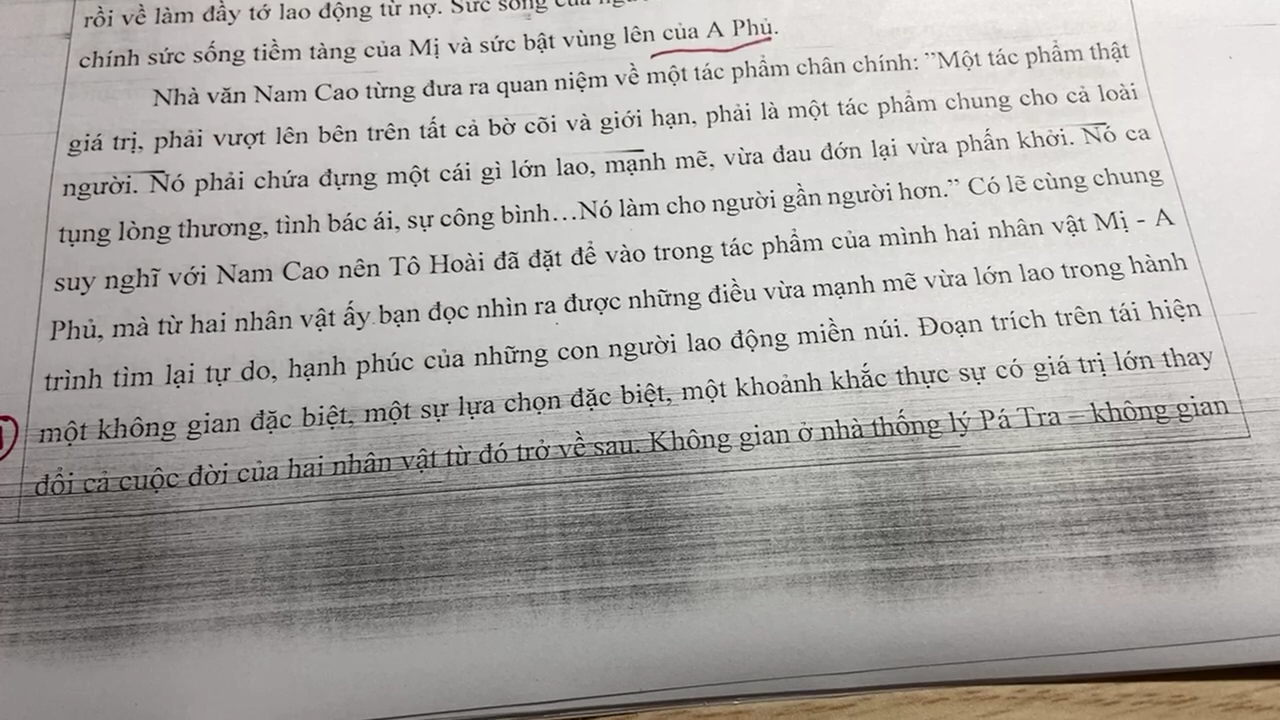 rồi về làm đầy tớ lao động từ nợ. Sức sống của
chính sức sống tiềm tàng của Mị và sức bật vùng lên của A Phủ.
Nhà văn Nam Cao từng đưa ra quan niệm về một tác phẩm chân chính: ”Một tác phẩm thật
giá trị, phải vượt lên bên trên tất cả bờ cõi và giới hạn, phải là một tác phẩm chung cho cả loài
người. Nó phải chứa đựng một cái gì lớn lao, mạnh mẽ, vừa đau đớn lại vừa phấn khởi. Nó ca
tụng lòng thương, tình bác ái, sự công bình…Nó làm cho người gần người hơn.” Có lẽ cùng chung
suy nghĩ với Nam Cao nên Tô Hoài đã đặt để vào trong tác phẩm của mình hai nhân vật Mị - A
Phủ, mà từ hai nhân vật ấy bạn đọc nhìn ra được những điều vừa mạnh mẽ vừa lớn lao trong hành
trình tìm lại tự do, hạnh phúc của những con người lao động miền núi. Đoạn trích trên tái hiện
một không gian đặc biệt, một sự lựa chọn đặc biệt, một khoảnh khắc thực sự có giá trị lớn thay
đổi cả cuộc đời của hai nhân vật từ đó trở về sau. Không gian ở nhà thống lý Pá Tra – không gian